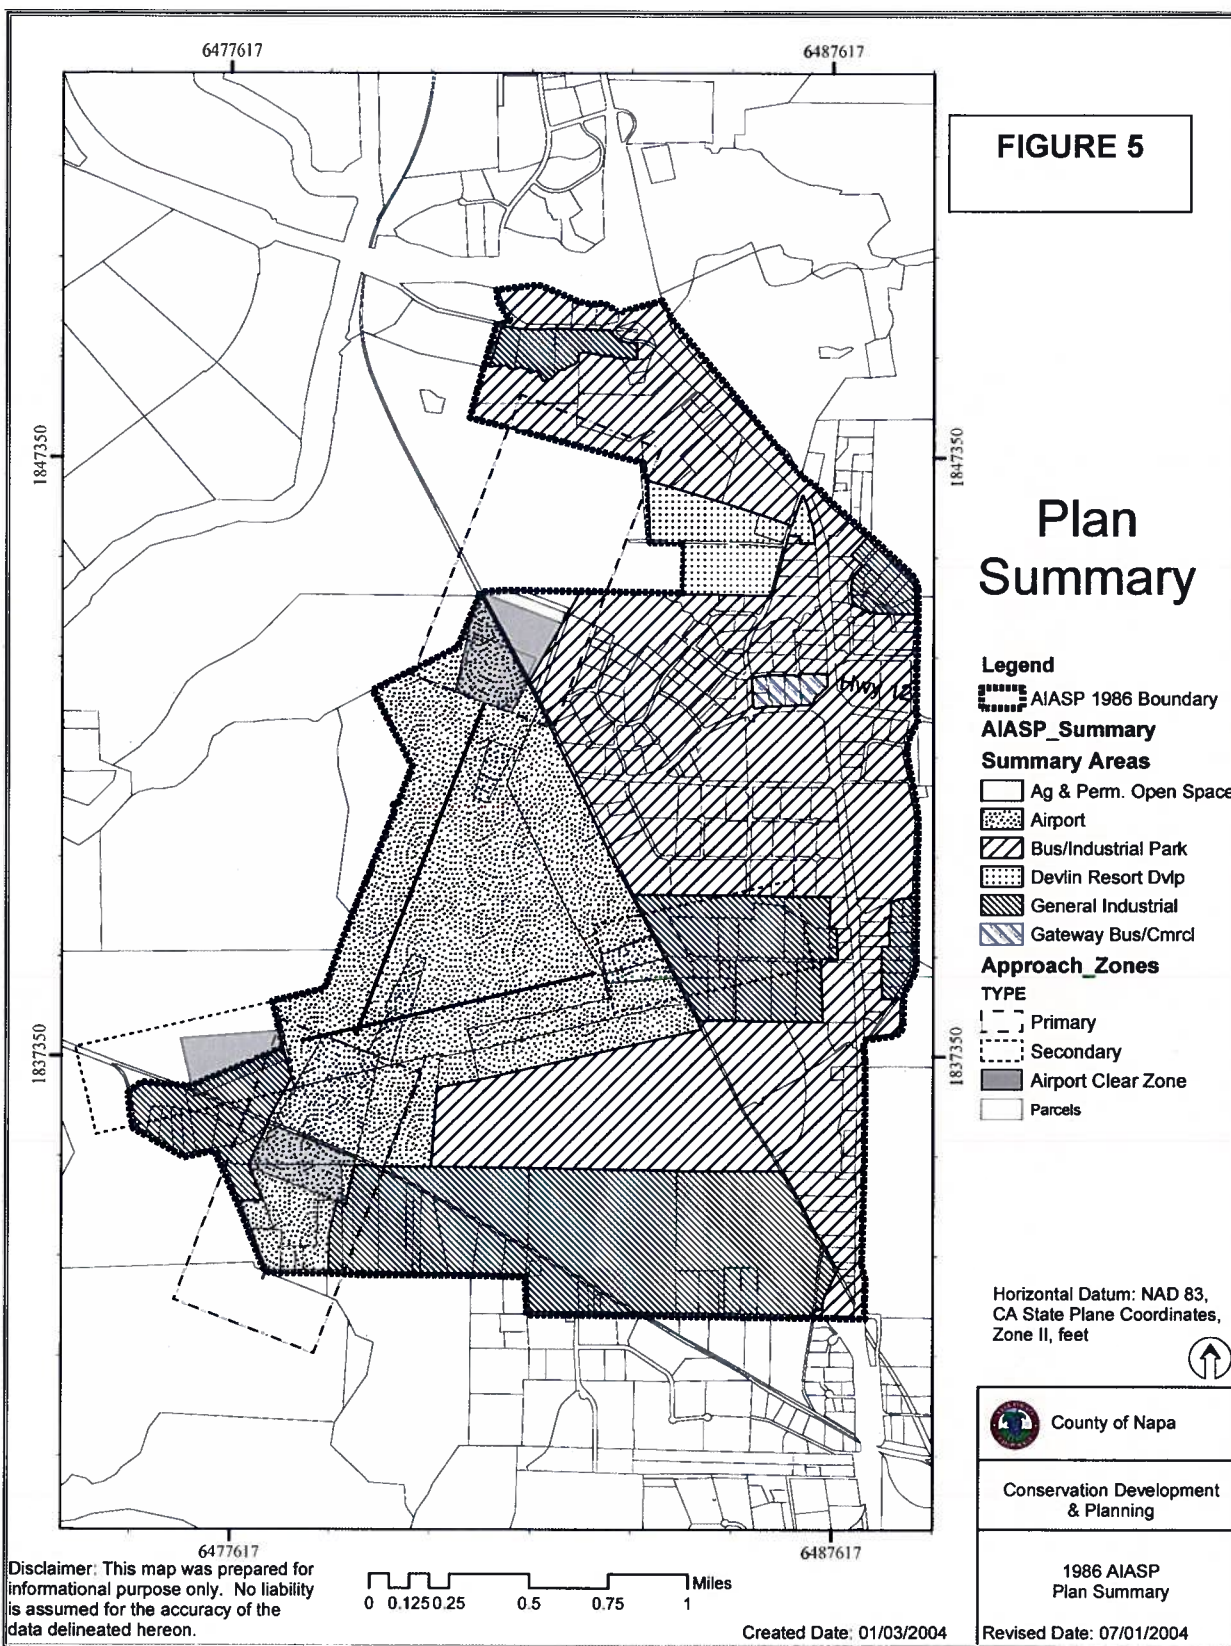 6477617
6487617
FIGURE 5
1847350
1847350
Plan
Summary
Legend
AIASP 1986 Boundary
AIASP_Summary
Summary Areas
Ag & Perm. Open Space
Airport
Bus/Industrial Park
Devlin Resort Dvlp
General Industrial
Gateway Bus/Cmrcl
Approach_Zones
TYPE
Primary
Secondary
Airport Clear Zone
Parcels
Hwy 12
1837350
1837350
Horizontal Datum: NAD 83,
CA State Plane Coordinates,
Zone II, feet
County of Napa
Conservation Development
& Planning
1986 AIASP
Plan Summary
Revised Date: 07/01/2004
6477617
6487617
Disclaimer: This map was prepared for
informational purpose only. No liability
is assumed for the accuracy of the
data delineated hereon.
Miles
0 0.125 0.25 0.5 0.75 1
Created Date: 01/03/2004